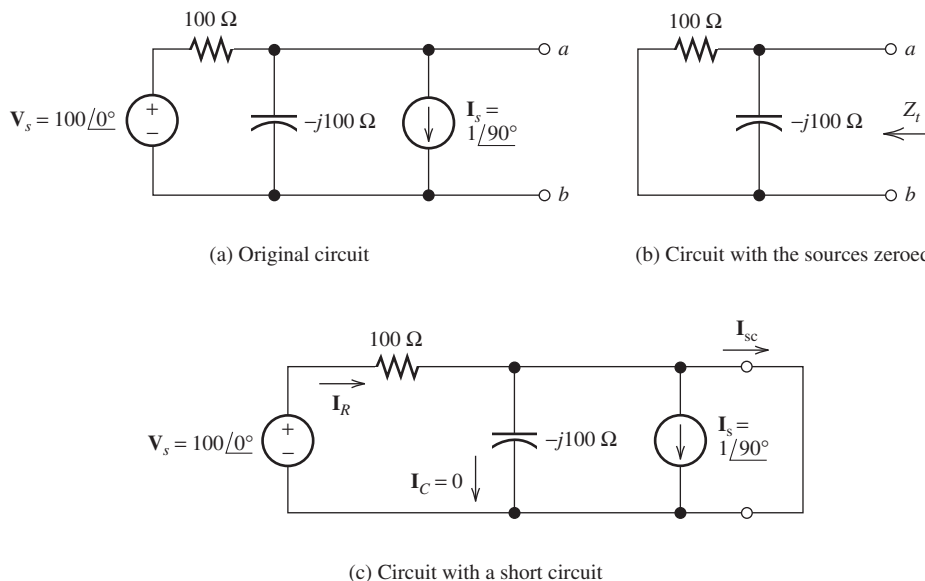 100 Ω
V_s = 100/0°
+
−
−j100 Ω
I_s =
1/90°
a
b
(a) Original circuit
100 Ω
−j100 Ω
a
Z_t
b
(b) Circuit with the sources zeroed
100 Ω
I_R
V_s = 100/0°
+
−
I_C = 0
−j100 Ω
I_s =
1/90°
I_sc
(c) Circuit with a short circuit